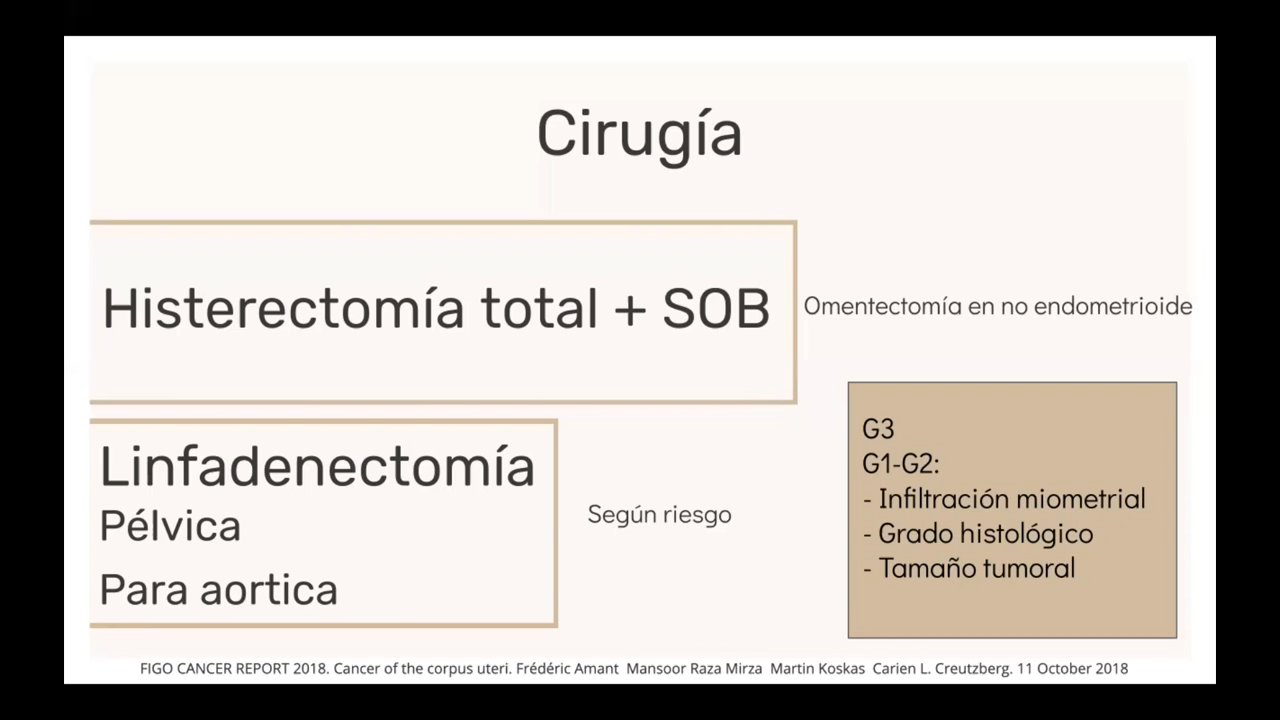 Cirugía
Histerectomía total + SOB
Omentectomía en no endometrioide
Linfadenectomía
Pélvica
Para aortica
Según riesgo
G3
G1-G2:
- Infiltración miometrial
- Grado histológico
- Tamaño tumoral
FIGO CANCER REPORT 2018. Cancer of the corpus uteri. Frédéric Amant Mansoor Raza Mirza Martin Koskas Carien L. Creutzberg. 11 October 2018